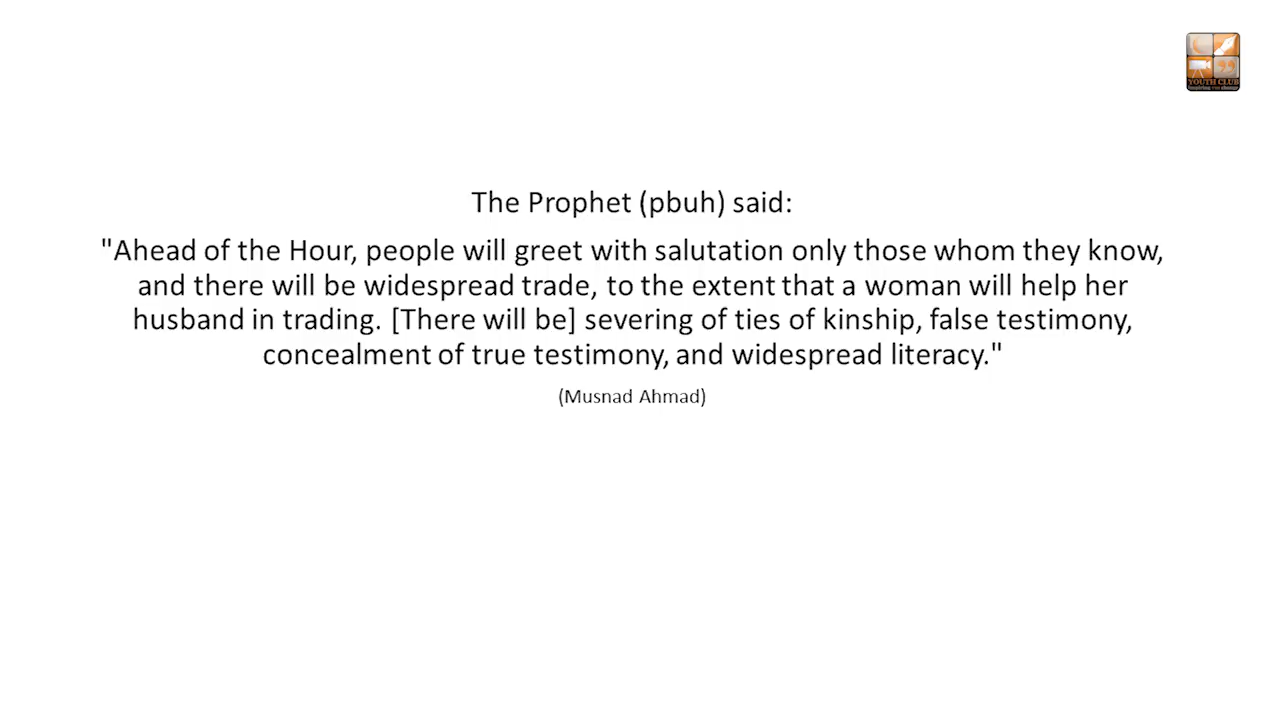 The Prophet (pbuh) said:
"Ahead of the Hour, people will greet with salutation only those whom they know,
and there will be widespread trade, to the extent that a woman will help her
husband in trading. [There will be] severing of ties of kinship, false testimony,
concealment of true testimony, and widespread literacy."
(Musnad Ahmad)
YOUTH CLUB